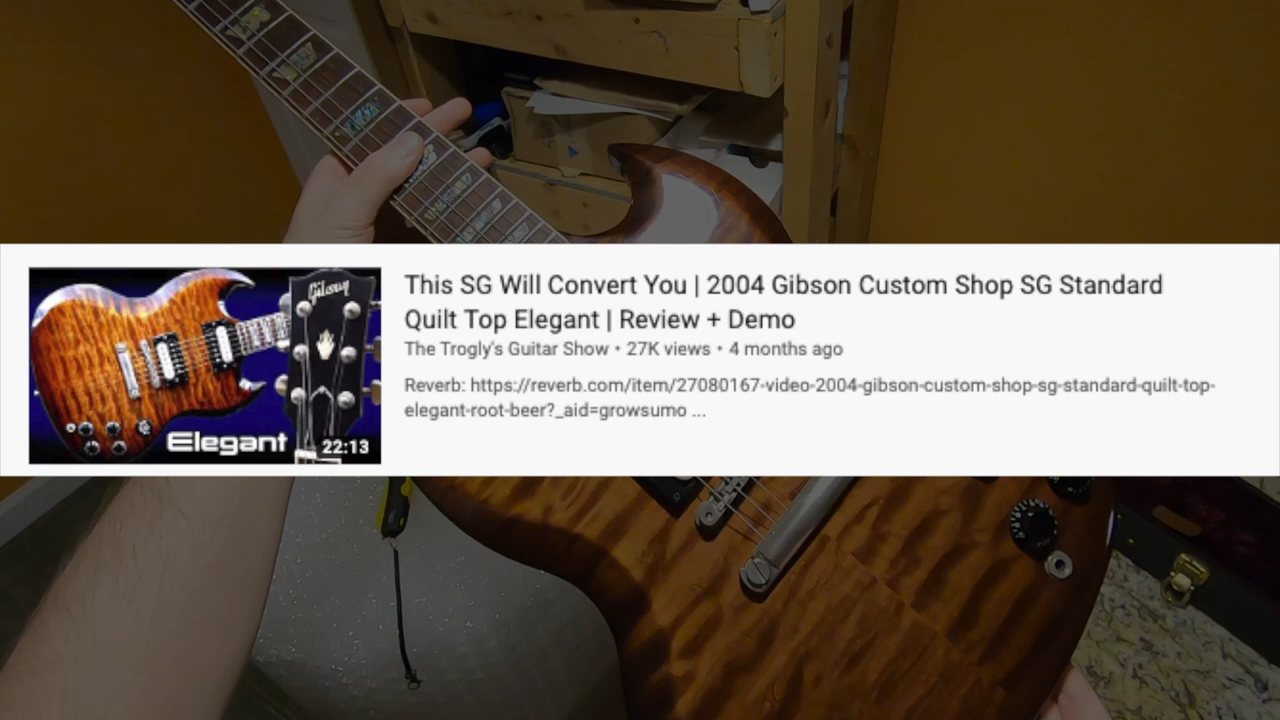 This SG Will Convert You | 2004 Gibson Custom Shop SG Standard
Quilt Top Elegant | Review + Demo
The Trogly's Guitar Show • 27K views • 4 months ago
Reverb: https://reverb.com/item/27080167-video-2004-gibson-custom-shop-sg-standard-quilt-top-
elegant-root-beer?_aid=growsumo ...
Gibson
Elegant
22:13